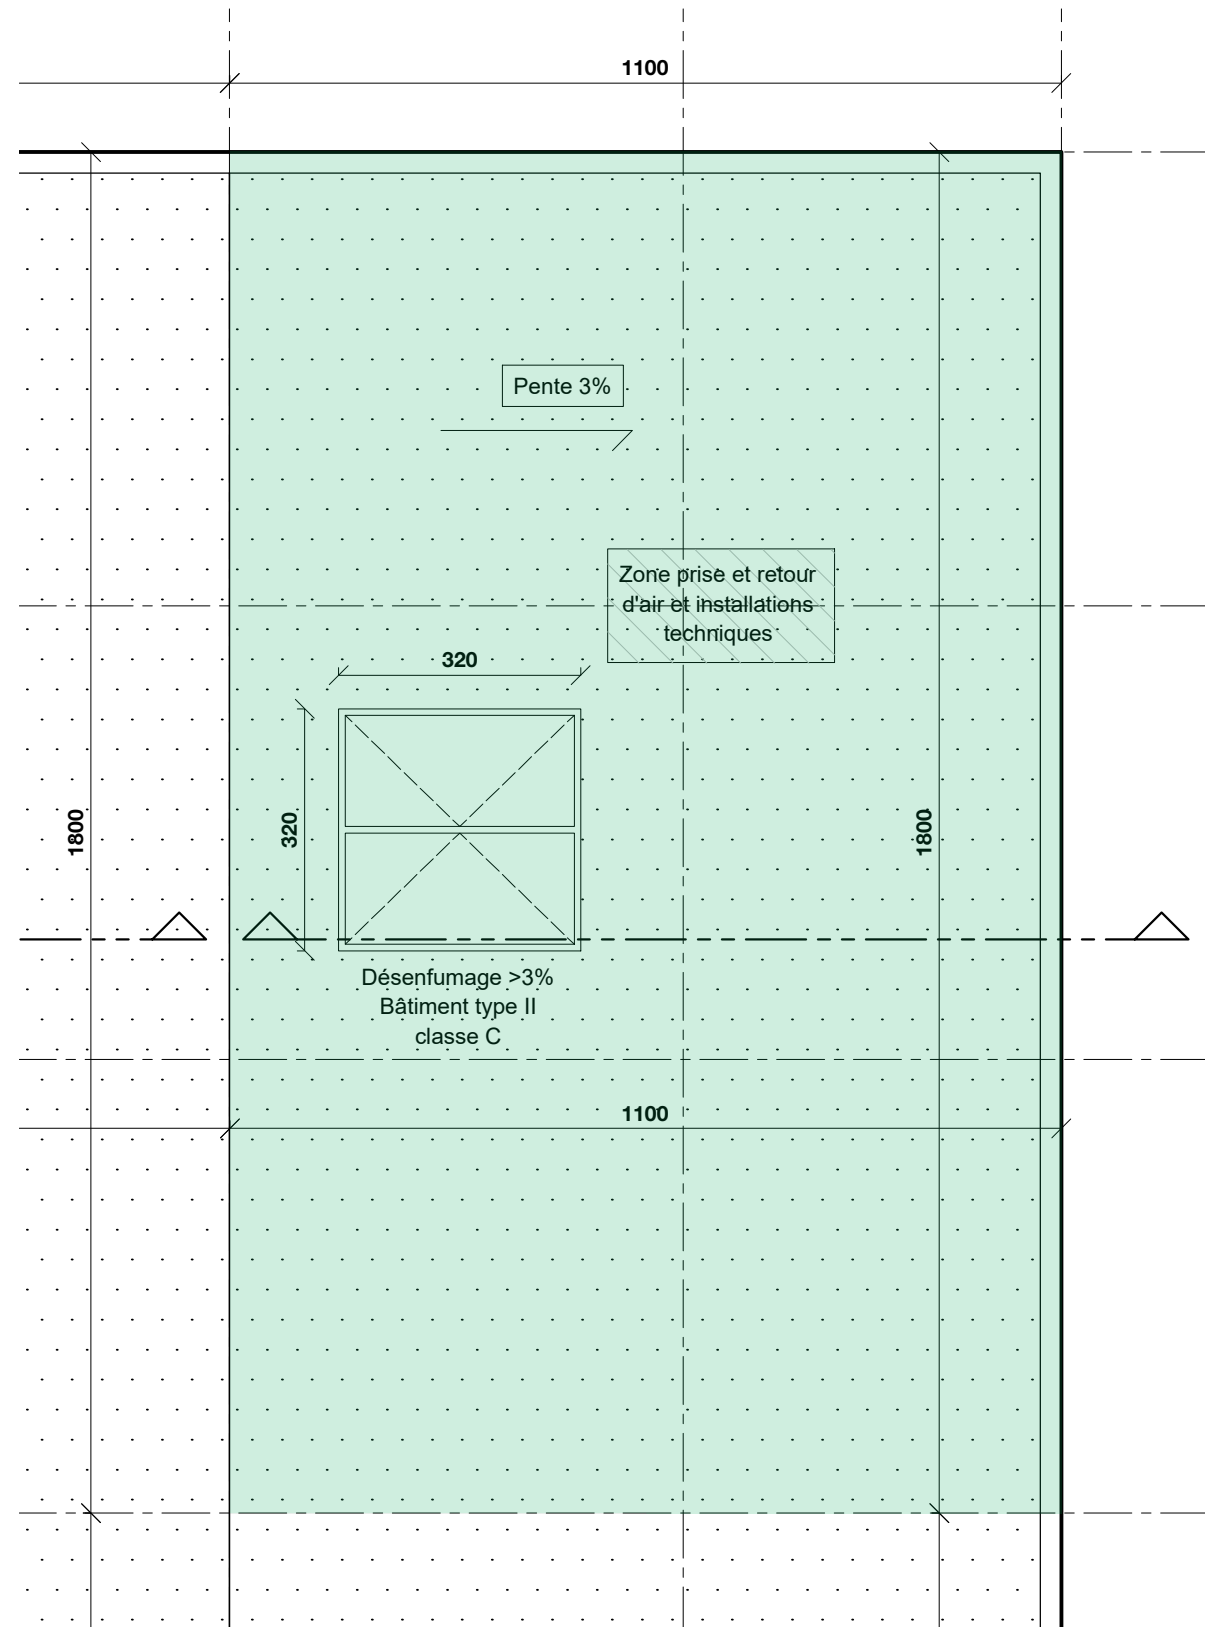 1100
Pente 3%
Zone prise et retour
d'air et installations
techniques
320
320
1800
1800
Désenfumage >3%
Bâtiment type II
classe C
1100